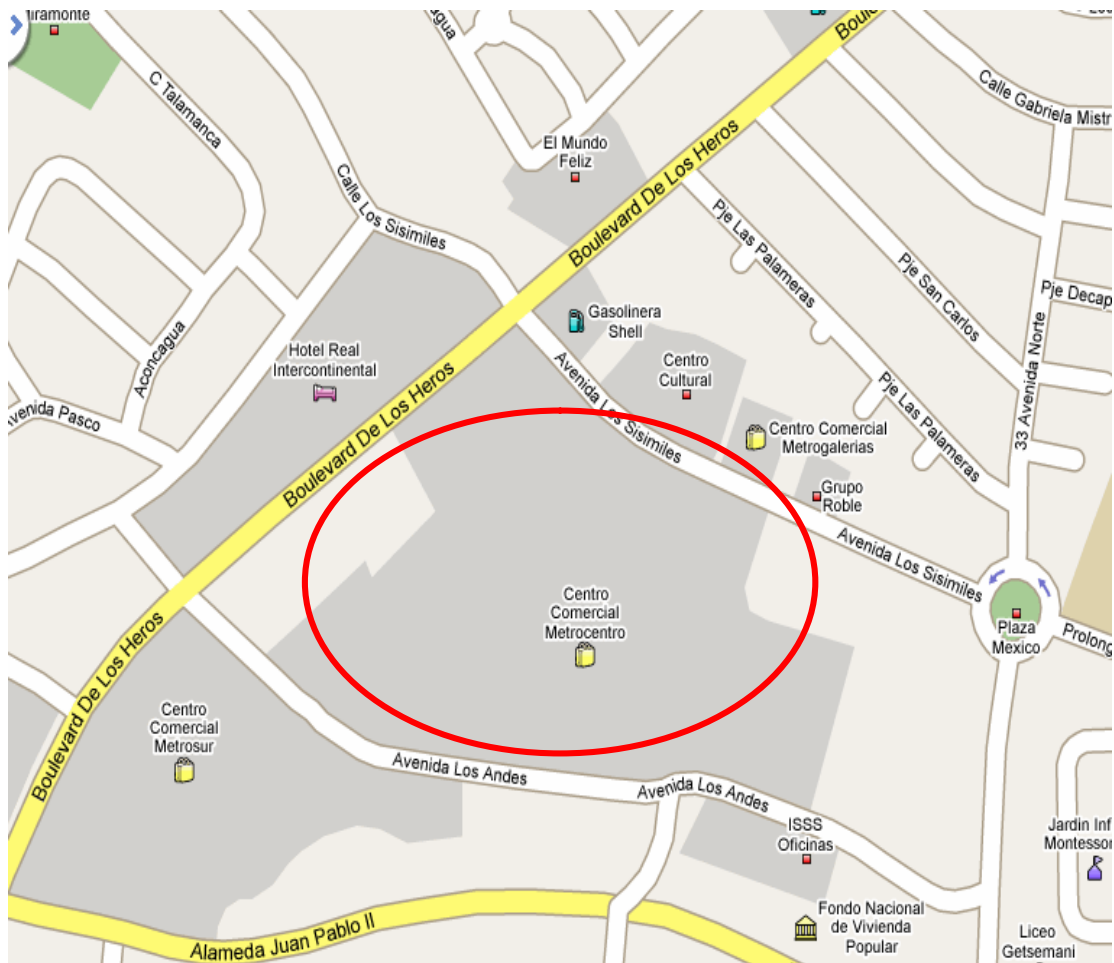 C Talamanca
Calle Gabriela Mistr
El Mundo
Feliz
Boulevard De Los Heros
Calle Los Sisimiles
Pje Las Palameras
Pje San Carlos
Pje Decap
33 Avenida Norte
Gasolinera
Shell
Hotel Real
Intercontinental
Aconcagua
Avenida Los Sisimiles
Centro
Cultural
Pje Las Palameras
Boulevard De Los Heros
Centro Comercial
Metrogalerias
Grupo
Roble
Avenida Los Sisimiles
Centro
Comercial
Metrocentro
Plaza
Mexico
Prolong
Boulevard De Los Heros
Centro
Comercial
Metrosur
Avenida Los Andes
Avenida Los Andes
ISSS
Oficinas
Jardin Inf
Montessor
Fondo Nacional
de Vivienda
Popular
Liceo
Getsemani
Alameda Juan Pablo II
iramonte
venida Pasco
Boule